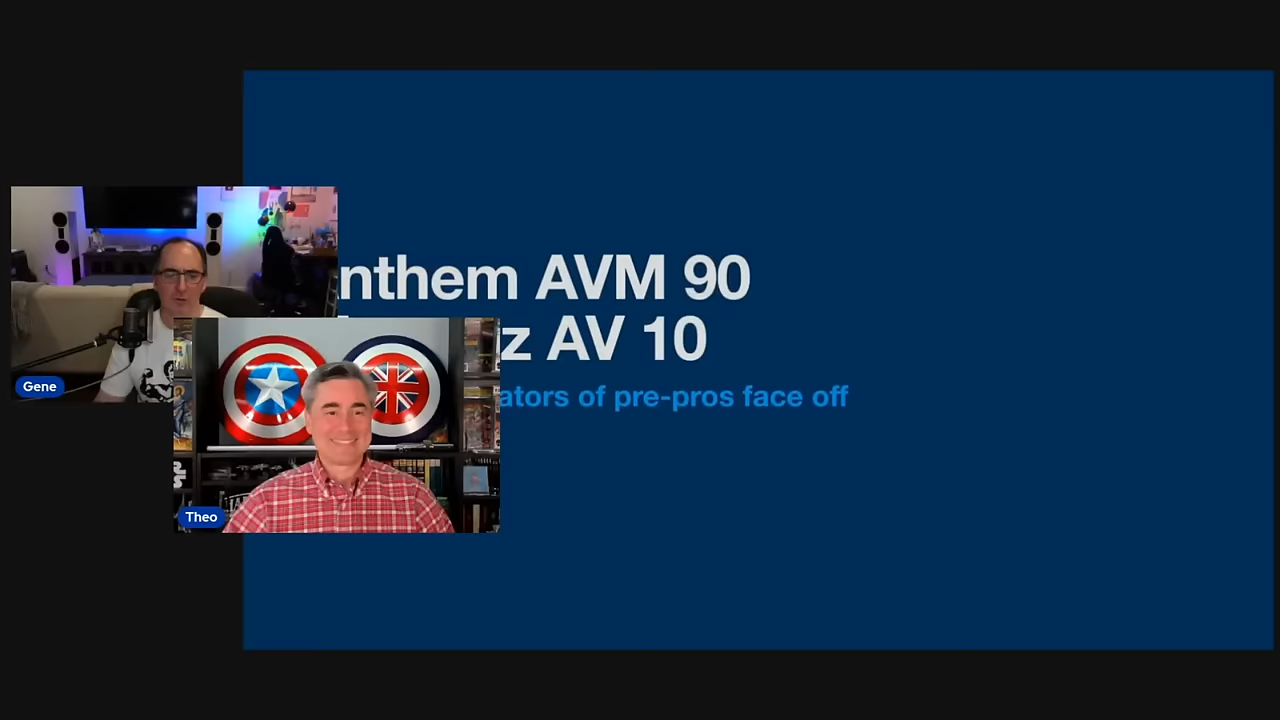 nthem AVM 90
z AV 10
ators of pre-pros face off
Gene
Theo